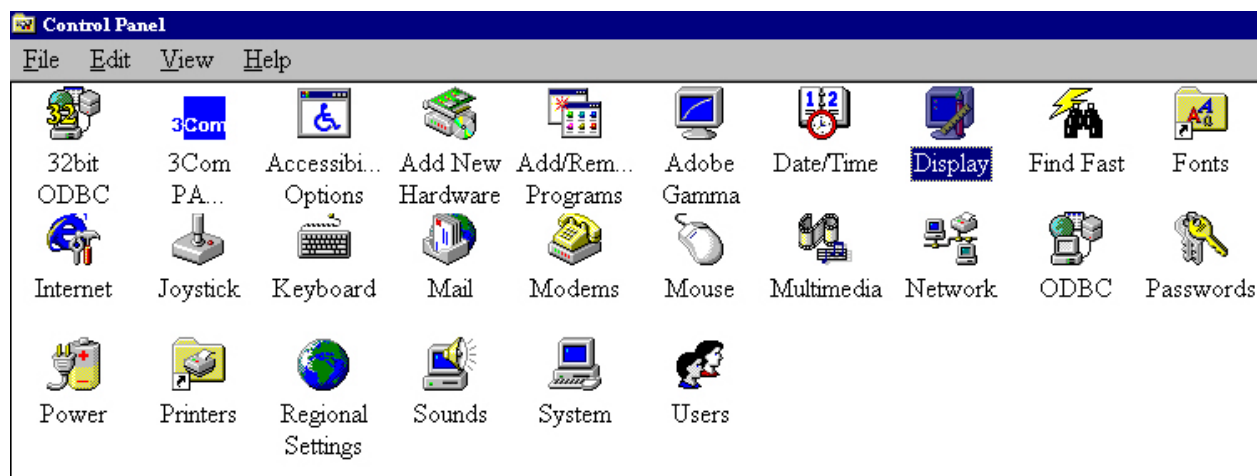 Control Panel
File Edit View Help
32bit ODBC
3Com
3Com PA...
Accessibi... Options
Add New Hardware
Add/Rem... Programs
Adobe Gamma
Date/Time
Display
Find Fast
Fonts
Internet
Joystick
Keyboard
Mail
Modems
Mouse
Multimedia
Network
ODBC
Passwords
Power
Printers
Regional Settings
Sounds
System
Users